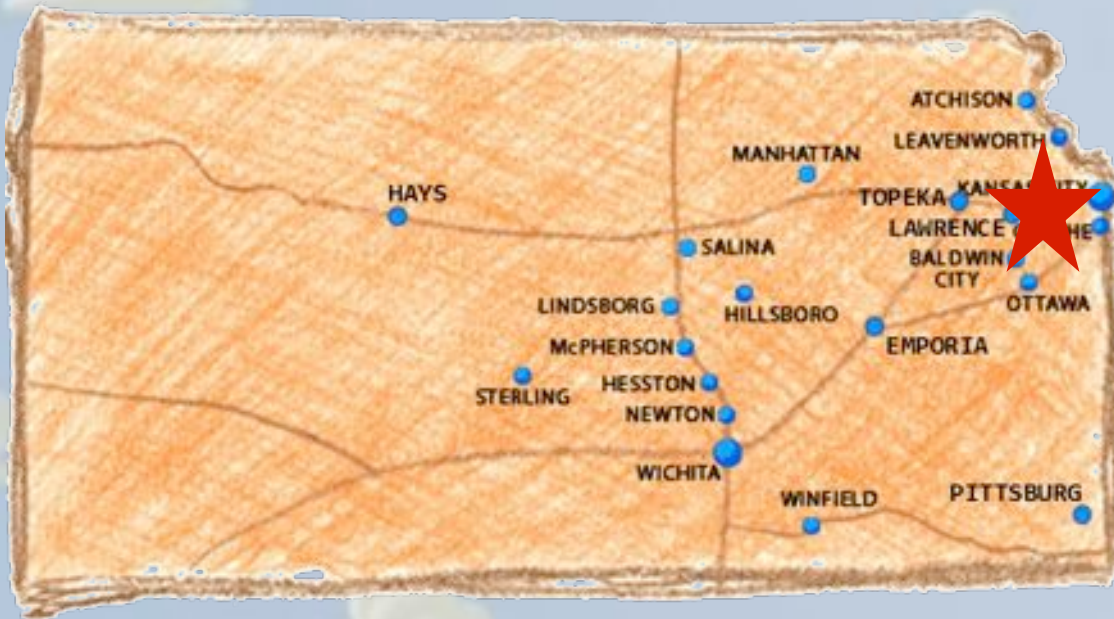 ATCHISON
LEAVENWORTH
MANHATTAN
HAYS
TOPEKA
LAWRENCE
SALINA
BALDWIN
CITY
LINDSBORG
HILLSBORO
OTTAWA
McPHERSON
EMPORIA
STERLING
HESSTON
NEWTON
WICHITA
WINFIELD
PITTSBURG